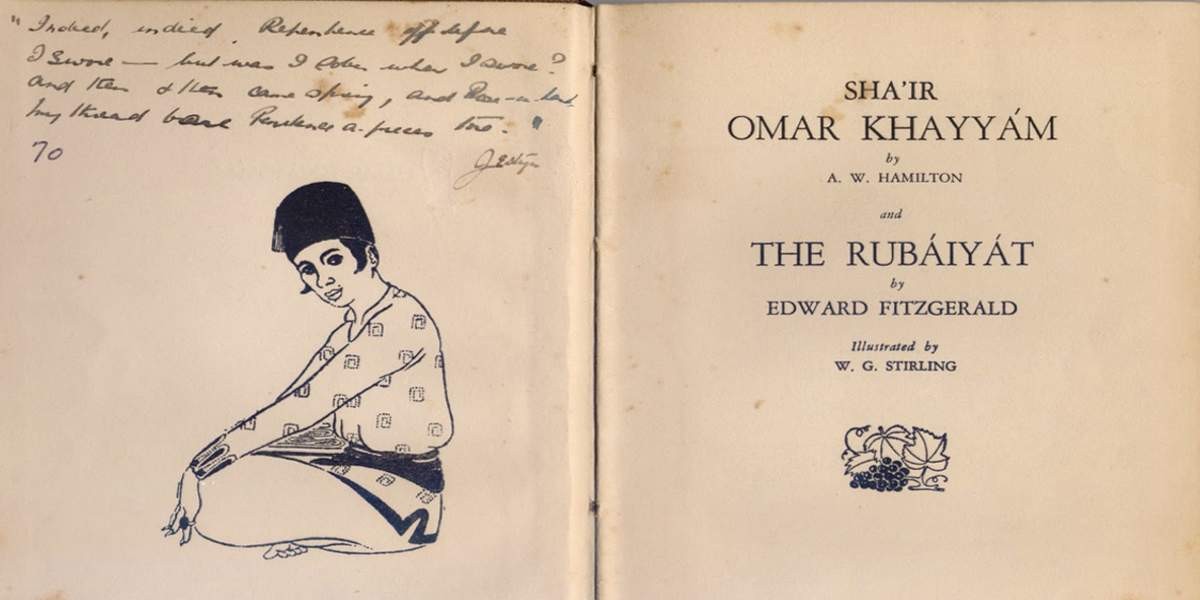 "Indeed, indeed, Repentance oft before
I swore — but was I sober when I swore?
and then & then came Spring, and Rose-in-hand
my thread bare Penitence a-pieces tore."
70
JEstyn
SHA'IR
OMAR KHAYYÁM
by
A. W. HAMILTON
and
THE RUBÁIYÁT
by
EDWARD FITZGERALD
Illustrated by
W. G. STIRLING